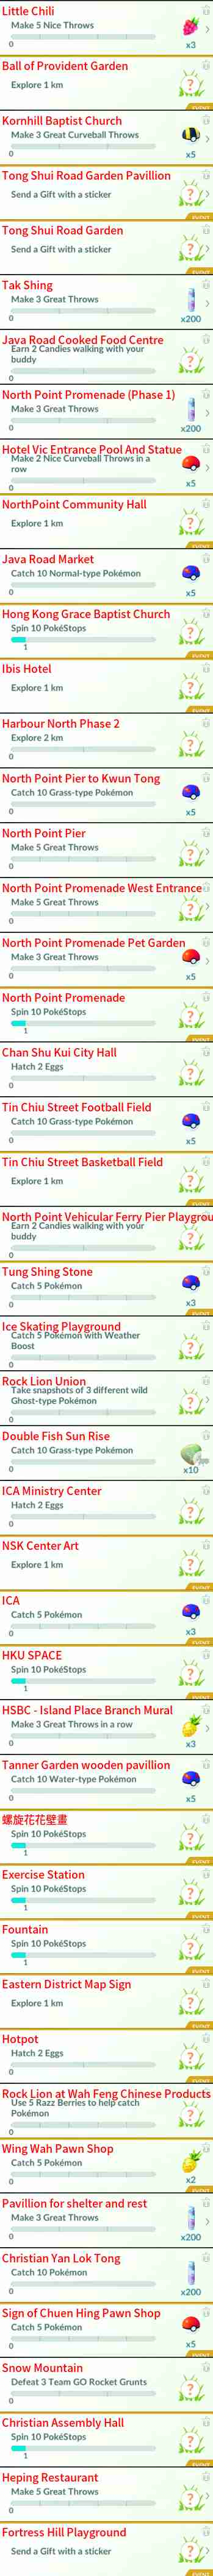 Little Chili
Make 5 Nice Throws
0
x3
Ball of Provident Garden
Explore 1 km
EVENT
Kornhill Baptist Church
Make 3 Great Curveball Throws
0
x5
Tong Shui Road Garden Pavillion
Send a Gift with a sticker
EVENT
Tong Shui Road Garden
Send a Gift with a sticker
EVENT
Tak Shing
Make 3 Great Throws
0
x200
Java Road Cooked Food Centre
Earn 2 Candies walking with your
buddy
0
North Point Promenade (Phase 1)
Make 3 Great Throws
0
x200
Hotel Vic Entrance Pool And Statue
Make 2 Nice Curveball Throws in a
row
0
x5
NorthPoint Community Hall
Explore 1 km
EVENT
Java Road Market
Catch 10 Normal-type Pokémon
0
x5
Hong Kong Grace Baptist Church
Spin 10 PokéStops
1
EVENT
Ibis Hotel
Explore 1 km
EVENT
Harbour North Phase 2
Explore 2 km
0
North Point Pier to Kwun Tong
Catch 10 Grass-type Pokémon
0
x5
North Point Pier
Make 5 Great Throws
0
North Point Promenade West Entrance
Make 5 Great Throws
0
North Point Promenade Pet Garden
Make 3 Great Throws
0
x5
North Point Promenade
Spin 10 PokéStops
1
EVENT
Chan Shu Kui City Hall
Hatch 2 Eggs
0
Tin Chiu Street Football Field
Catch 10 Grass-type Pokémon
0
x5
Tin Chiu Street Basketball Field
Explore 1 km
EVENT
North Point Vehicular Ferry Pier Playgrou
Earn 2 Candies walking with your
buddy
0
Tung Shing Stone
Catch 5 Pokémon
0
x3
EVENT
Ice Skating Playground
Catch 5 Pokémon with Weather
Boost
0
Rock Lion Union
Take snapshots of 3 different wild
Ghost-type Pokémon
0
Double Fish Sun Rise
Catch 10 Grass-type Pokémon
0
x10
ICA Ministry Center
Hatch 2 Eggs
0
NSK Center Art
Explore 1 km
EVENT
ICA
Catch 5 Pokémon
0
x3
EVENT
HKU SPACE
Spin 10 PokéStops
1
EVENT
HSBC - Island Place Branch Mural
Make 3 Great Throws in a row
0
x3
Tanner Garden wooden pavillion
Catch 10 Water-type Pokémon
0
x5
螺旋花花壁畫
Spin 10 PokéStops
1
EVENT
Exercise Station
Spin 10 PokéStops
1
EVENT
Fountain
Spin 10 PokéStops
1
EVENT
Eastern District Map Sign
Explore 1 km
EVENT
Hotpot
Hatch 2 Eggs
0
Rock Lion at Wah Feng Chinese Products
Use 5 Razz Berries to help catch
Pokémon
0
Wing Wah Pawn Shop
Catch 5 Pokémon
0
x2
Pavillion for shelter and rest
Make 3 Great Throws
0
x200
Christian Yan Lok Tong
Catch 10 Pokémon
0
x200
Sign of Chuen Hing Pawn Shop
Catch 5 Pokémon
0
x5
EVENT
Snow Mountain
Defeat 3 Team GO Rocket Grunts
0
Christian Assembly Hall
Spin 10 PokéStops
1
EVENT
Heping Restaurant
Make 5 Great Throws
0
Fortress Hill Playground
Send a Gift with a sticker
EVENT